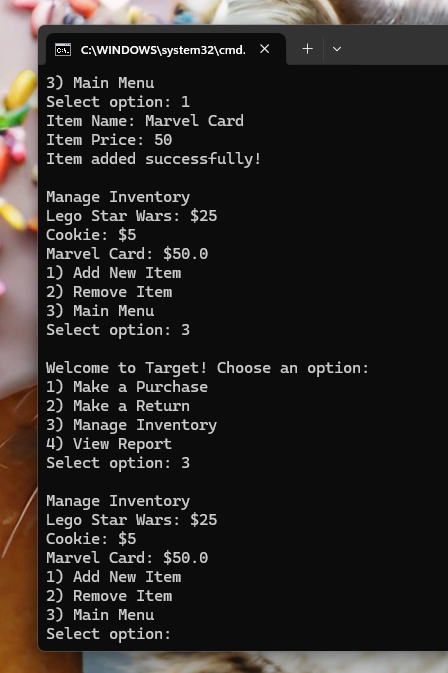 C:\WINDOWS\system32\cmd.
3) Main Menu
Select option: 1
Item Name: Marvel Card
Item Price: 50
Item added successfully!
Manage Inventory
Lego Star Wars: $25
Cookie: $5
Marvel Card: $50.0
1) Add New Item
2) Remove Item
3) Main Menu
Select option: 3
Welcome to Target! Choose an option:
1) Make a Purchase
2) Make a Return
3) Manage Inventory
4) View Report
Select option: 3
Manage Inventory
Lego Star Wars: $25
Cookie: $5
Marvel Card: $50.0
1) Add New Item
2) Remove Item
3) Main Menu
Select option: